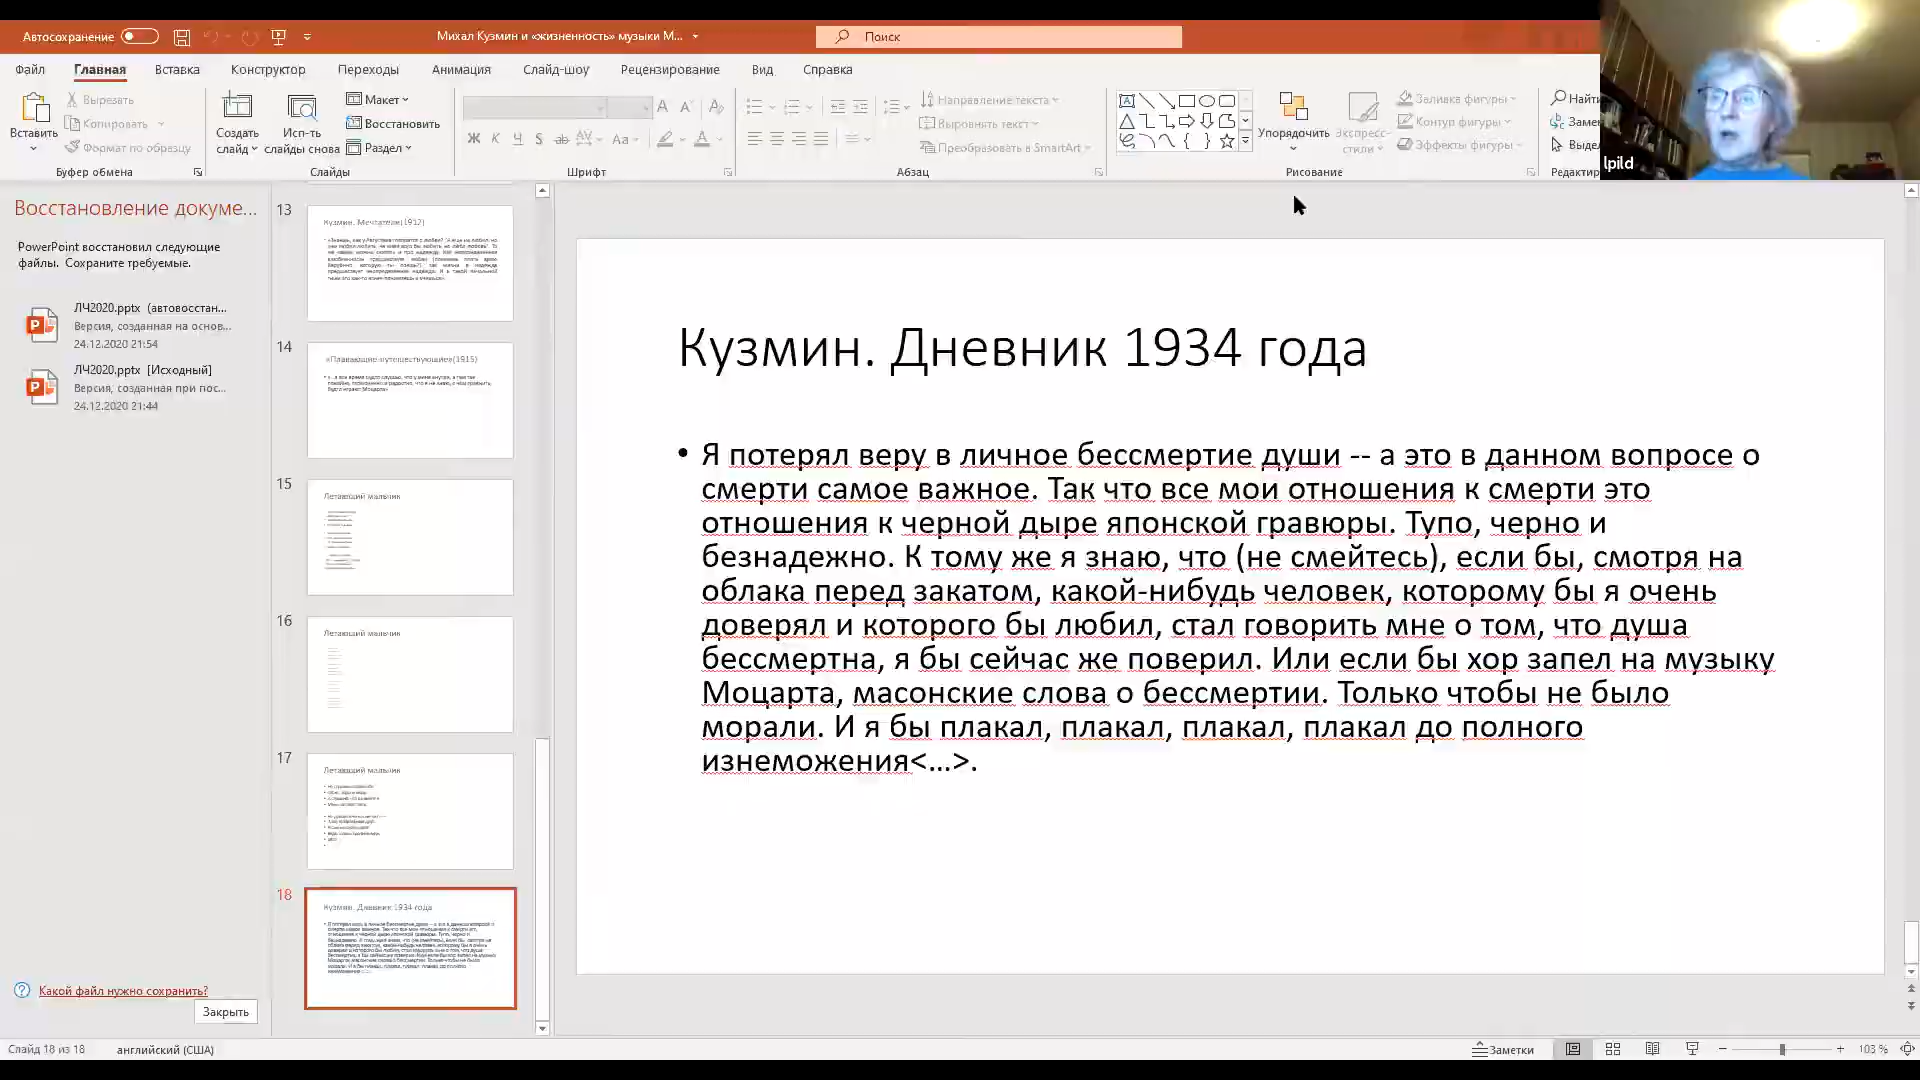 Автосохранение
Михал Кузмин и «жизненность» музыки М...
Поиск
Файл
Главная
Вставка
Конструктор
Переходы
Анимация
Слайд-шоу
Рецензирование
Вид
Справка
Вставить
Вырезать
Копировать
Формат по образцу
Буфер обмена
Создать слайд
Исп-ть слайды снова
Макет
Восстановить
Раздел
Слайды
Шрифт
Направление текста
Выровнять текст
Преобразовать в SmartArt
Абзац
Упорядочить
Экспресс-стили
Заливка фигуры
Контур фигуры
Эффекты фигуры
Рисование
Найти
Заме
Выдел
Редактир
lpild
Восстановление докуме...
PowerPoint восстановил следующие
файлы. Сохраните требуемые.
ЛЧ2020.pptx (автовосстан...
Версия, созданная на основ...
24.12.2020 21:54
ЛЧ2020.pptx [Исходный]
Версия, созданная при пос...
24.12.2020 21:44
Какой файл нужно сохранить?
Закрыть
13
Кузмин. Мечтатели(1912)
14
«Плавающие-путешествующие»(1915)
15
Летающий мальчик
16
Летающий мальчик
17
Летающий мальчик
18
Кузмин. Дневник 1934 года
Кузмин. Дневник 1934 года
• Я потерял веру в личное бессмертие души -- а это в данном вопросе о
смерти самое важное. Так что все мои отношения к смерти это
отношения к черной дыре японской гравюры. Тупо, черно и
безнадежно. К тому же я знаю, что (не смейтесь), если бы, смотря на
облака перед закатом, какой-нибудь человек, которому бы я очень
доверял и которого бы любил, стал говорить мне о том, что душа
бессмертна, я бы сейчас же поверил. Или если бы хор запел на музыку
Моцарта, масонские слова о бессмертии. Только чтобы не было
морали. И я бы плакал, плакал, плакал, плакал до полного
изнеможения<...>.
Слайд 18 из 18
английский (США)
Заметки
103 %